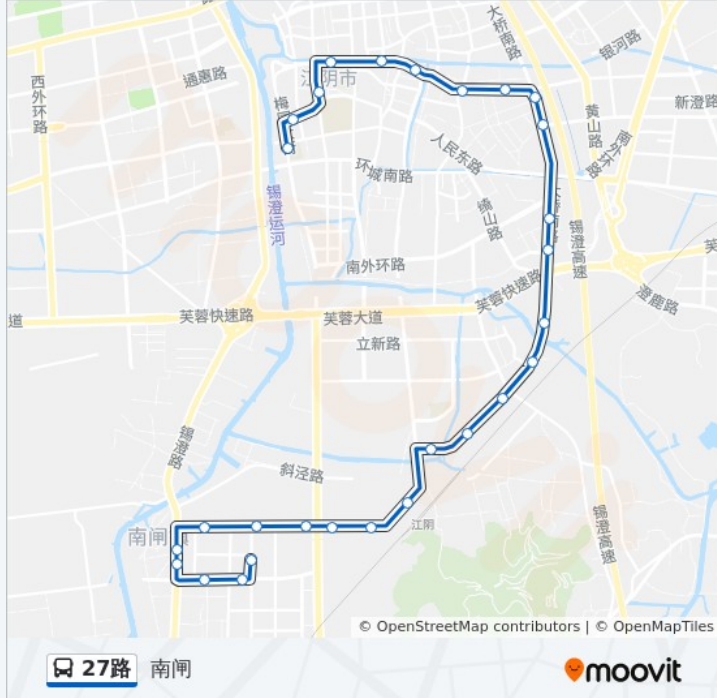 大桥南路
银河路
通惠路
江阴市
西外环路
新澄路
黄山路
南外环路
人民东路
环城南路
锡澄运河
绮山路
锡澄高速
南外环路
芙蓉快速路
澄鹿路
道
芙蓉快速路
芙蓉大道
立新路
锡澄路
斜泾路
锡澄高速
江阴
南闸
© OpenStreetMap contributors | © OpenMapTiles
27路 南闸
moovit